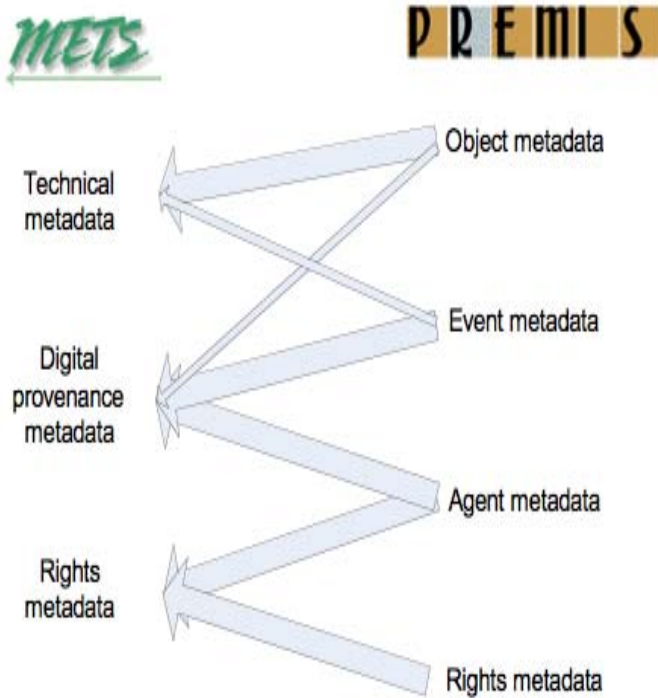 METS
PREMIS
Object metadata
Technical
metadata
Event metadata
Digital
provenance
metadata
Agent metadata
Rights
metadata
Rights metadata